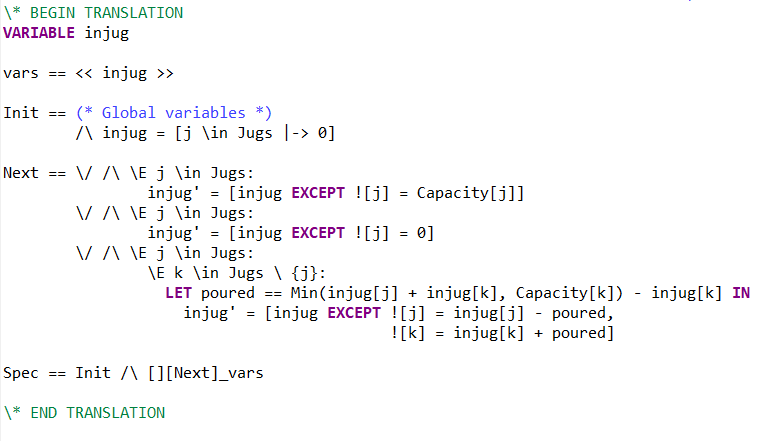 \* BEGIN TRANSLATION
VARIABLE injug
vars == << injug >>
Init == (* Global variables *)
/\ injug = [j \in Jugs |-> 0]
Next == \/ /\ \E j \in Jugs:
injug' = [injug EXCEPT ![j] = Capacity[j]]
\/ /\ \E j \in Jugs:
injug' = [injug EXCEPT ![j] = 0]
\/ /\ \E j \in Jugs:
\E k \in Jugs \ {j}:
LET poured == Min(injug[j] + injug[k], Capacity[k]) - injug[k] IN
injug' = [injug EXCEPT ![j] = injug[j] - poured,
![k] = injug[k] + poured]
Spec == Init /\ [][Next]_vars
\* END TRANSLATION